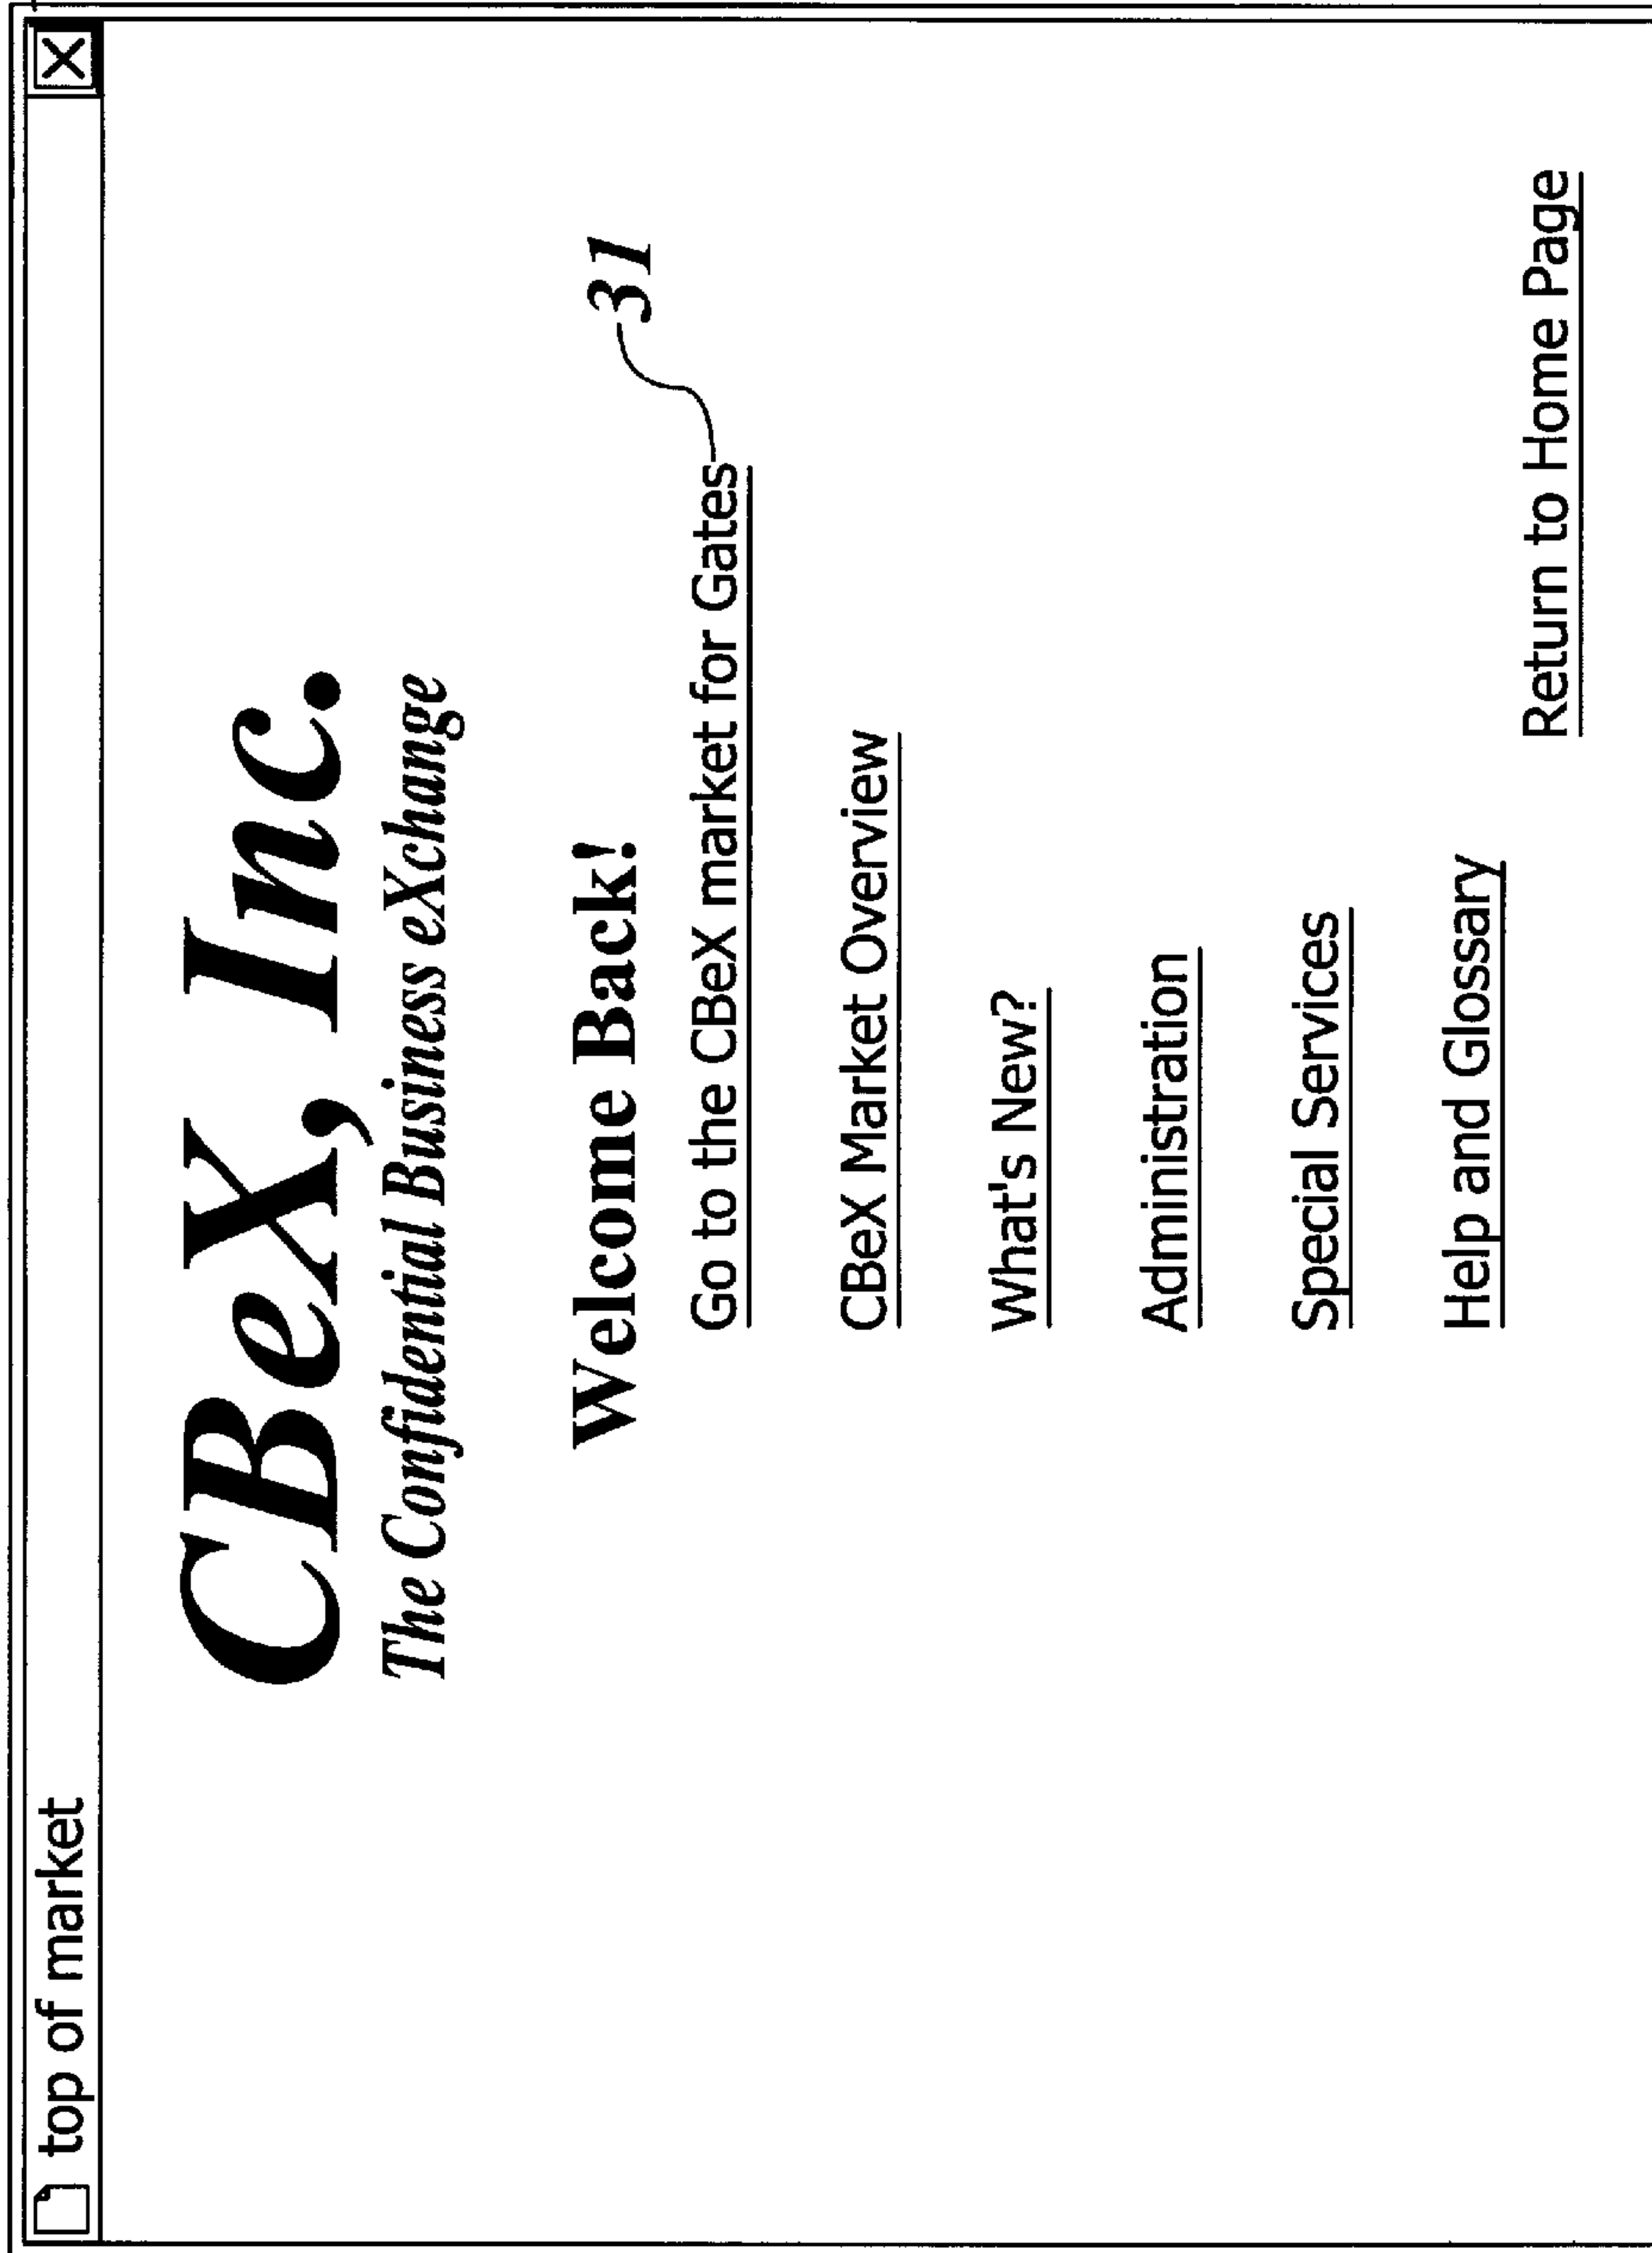 top of market
CBeX, Inc.
The Confidential Business eXchange
Welcome Back!
31
Go to the CBeX market for Gates
CBeX Market Overview
What's New?
Administration
Special Services
Help and Glossary
Return to Home Page